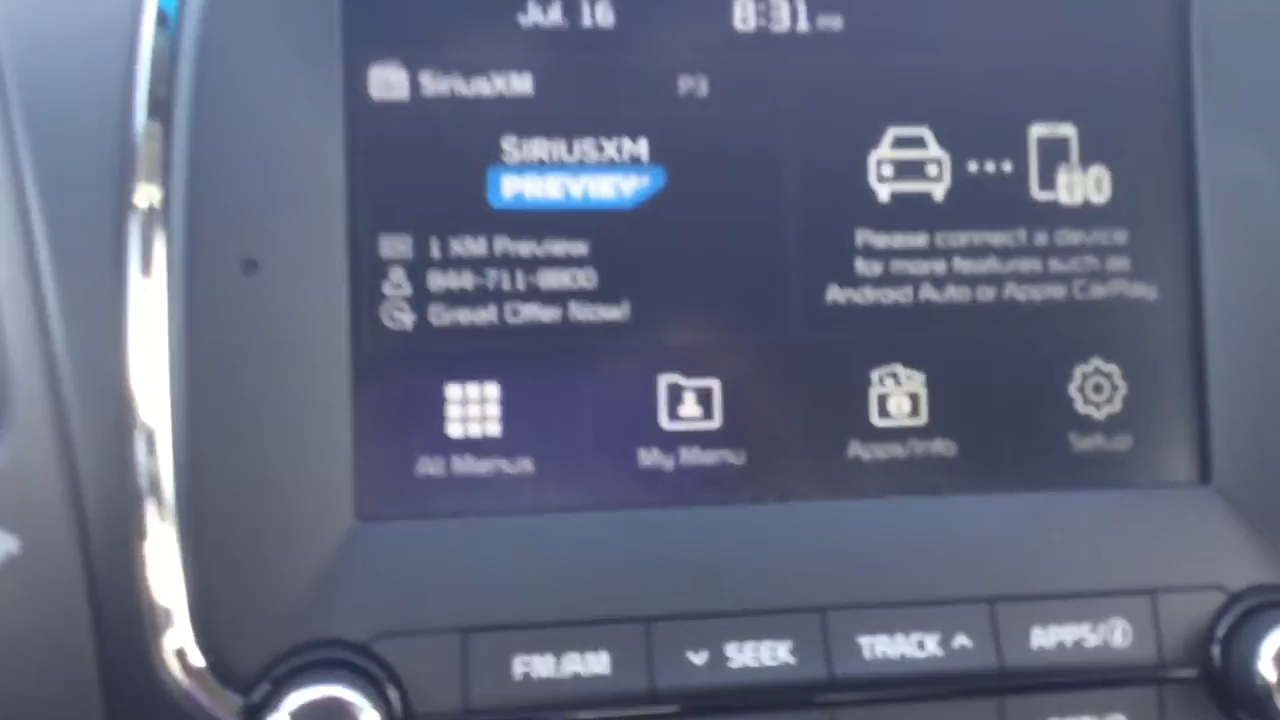 Jul. 16
8:31
SiriusXM
P3
SIRIUSXM
PREVIEW
1 XM Preview
844-711-8800
Great Offer Now!
Please connect a device
for more features such as
Android Auto or Apple CarPlay.
All Menus
My Menu
Apps/Info
Setup
FM/AM
SEEK
TRACK
APPS/i